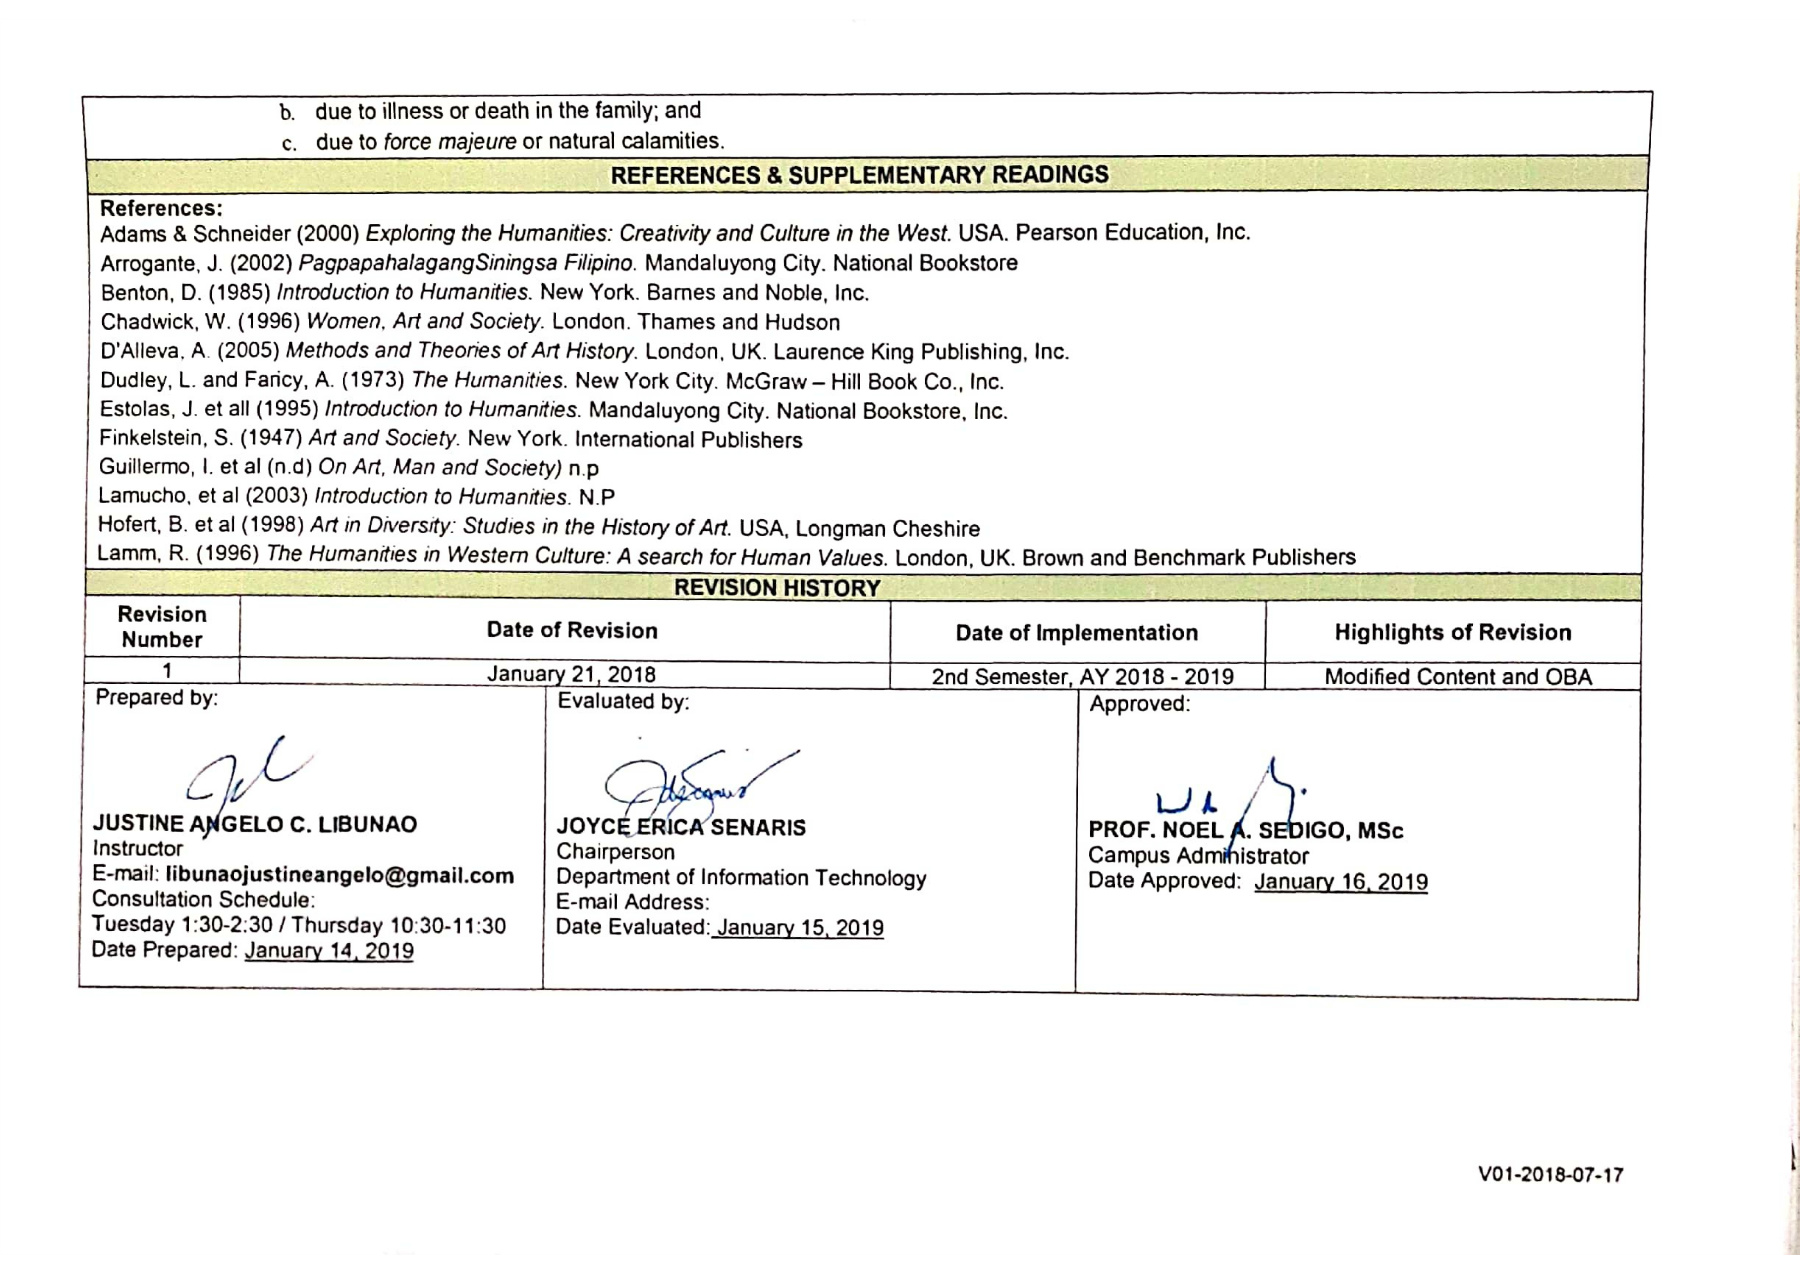 b. due to illness or death in the family; and
c. due to force majeure or natural calamities.
REFERENCES & SUPPLEMENTARY READINGS
References:
Adams & Schneider (2000) Exploring the Humanities: Creativity and Culture in the West. USA. Pearson Education, Inc.
Arrogante, J. (2002) PagpapahalagangSiningsa Filipino. Mandaluyong City. National Bookstore
Benton, D. (1985) Introduction to Humanities. New York. Barnes and Noble, Inc.
Chadwick, W. (1996) Women, Art and Society. London. Thames and Hudson
D'Alleva, A. (2005) Methods and Theories of Art History. London, UK. Laurence King Publishing, Inc.
Dudley, L. and Faricy, A. (1973) The Humanities. New York City. McGraw – Hill Book Co., Inc.
Estolas, J. et all (1995) Introduction to Humanities. Mandaluyong City. National Bookstore, Inc.
Finkelstein, S. (1947) Art and Society. New York. International Publishers
Guillermo, I. et al (n.d) On Art, Man and Society) n.p
Lamucho, et al (2003) Introduction to Humanities. N.P
Hofert, B. et al (1998) Art in Diversity: Studies in the History of Art. USA, Longman Cheshire
Lamm, R. (1996) The Humanities in Western Culture: A search for Human Values. London, UK. Brown and Benchmark Publishers
REVISION HISTORY
Revision Number Date of Revision Date of Implementation Highlights of Revision
1 January 21, 2018 2nd Semester, AY 2018 - 2019 Modified Content and OBA
Prepared by:
JUSTINE ANGELO C. LIBUNAO
Instructor
E-mail: libunaojustineangelo@gmail.com
Consultation Schedule:
Tuesday 1:30-2:30 / Thursday 10:30-11:30
Date Prepared: January 14, 2019
Evaluated by:
JOYCE ERICA SENARIS
Chairperson
Department of Information Technology
E-mail Address:
Date Evaluated: January 15, 2019
Approved:
PROF. NOEL A. SEDIGO, MSc
Campus Administrator
Date Approved: January 16, 2019
V01-2018-07-17